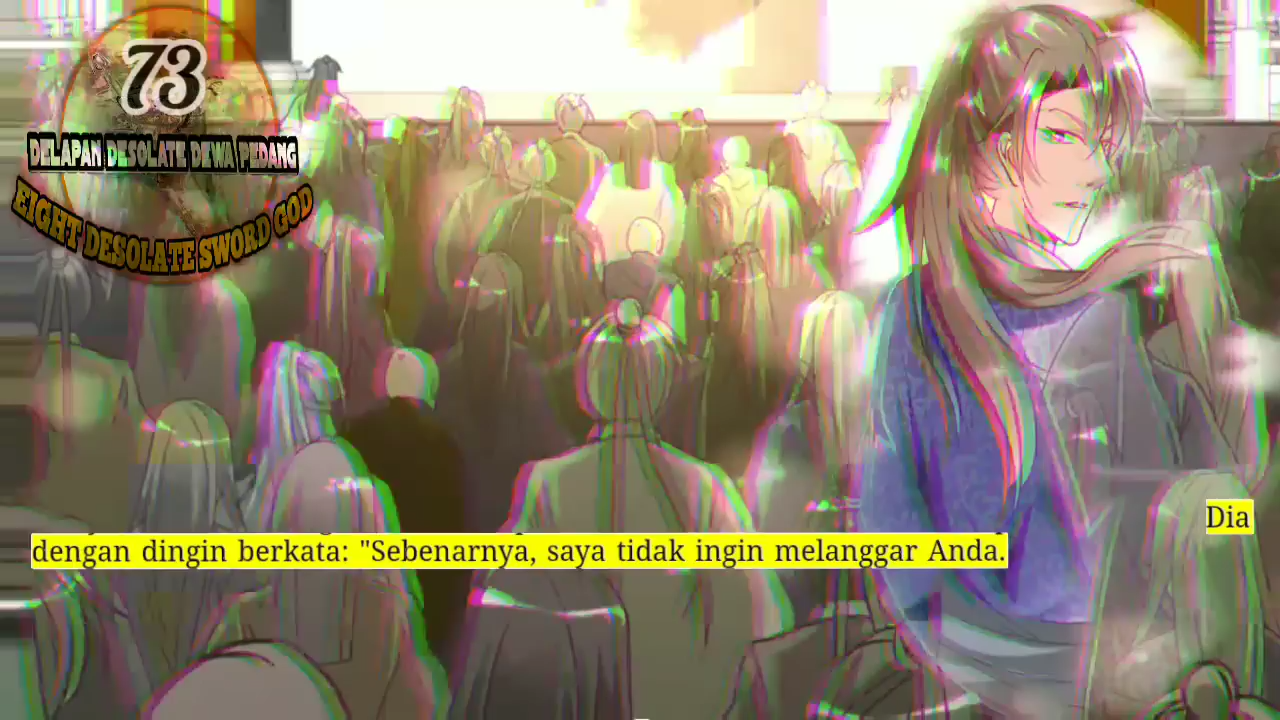 73
DELAPAN DESOLATE DEWA PEDANG
EIGHT DESOLATE SWORD GOD
Dia
dengan dingin berkata: "Sebenarnya, saya tidak ingin melanggar Anda.